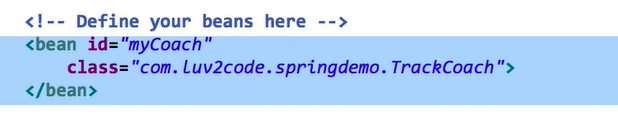 <!-- Define your beans here -->
<bean id="myCoach"
class="com.luv2code.springdemo.TrackCoach">
</bean>